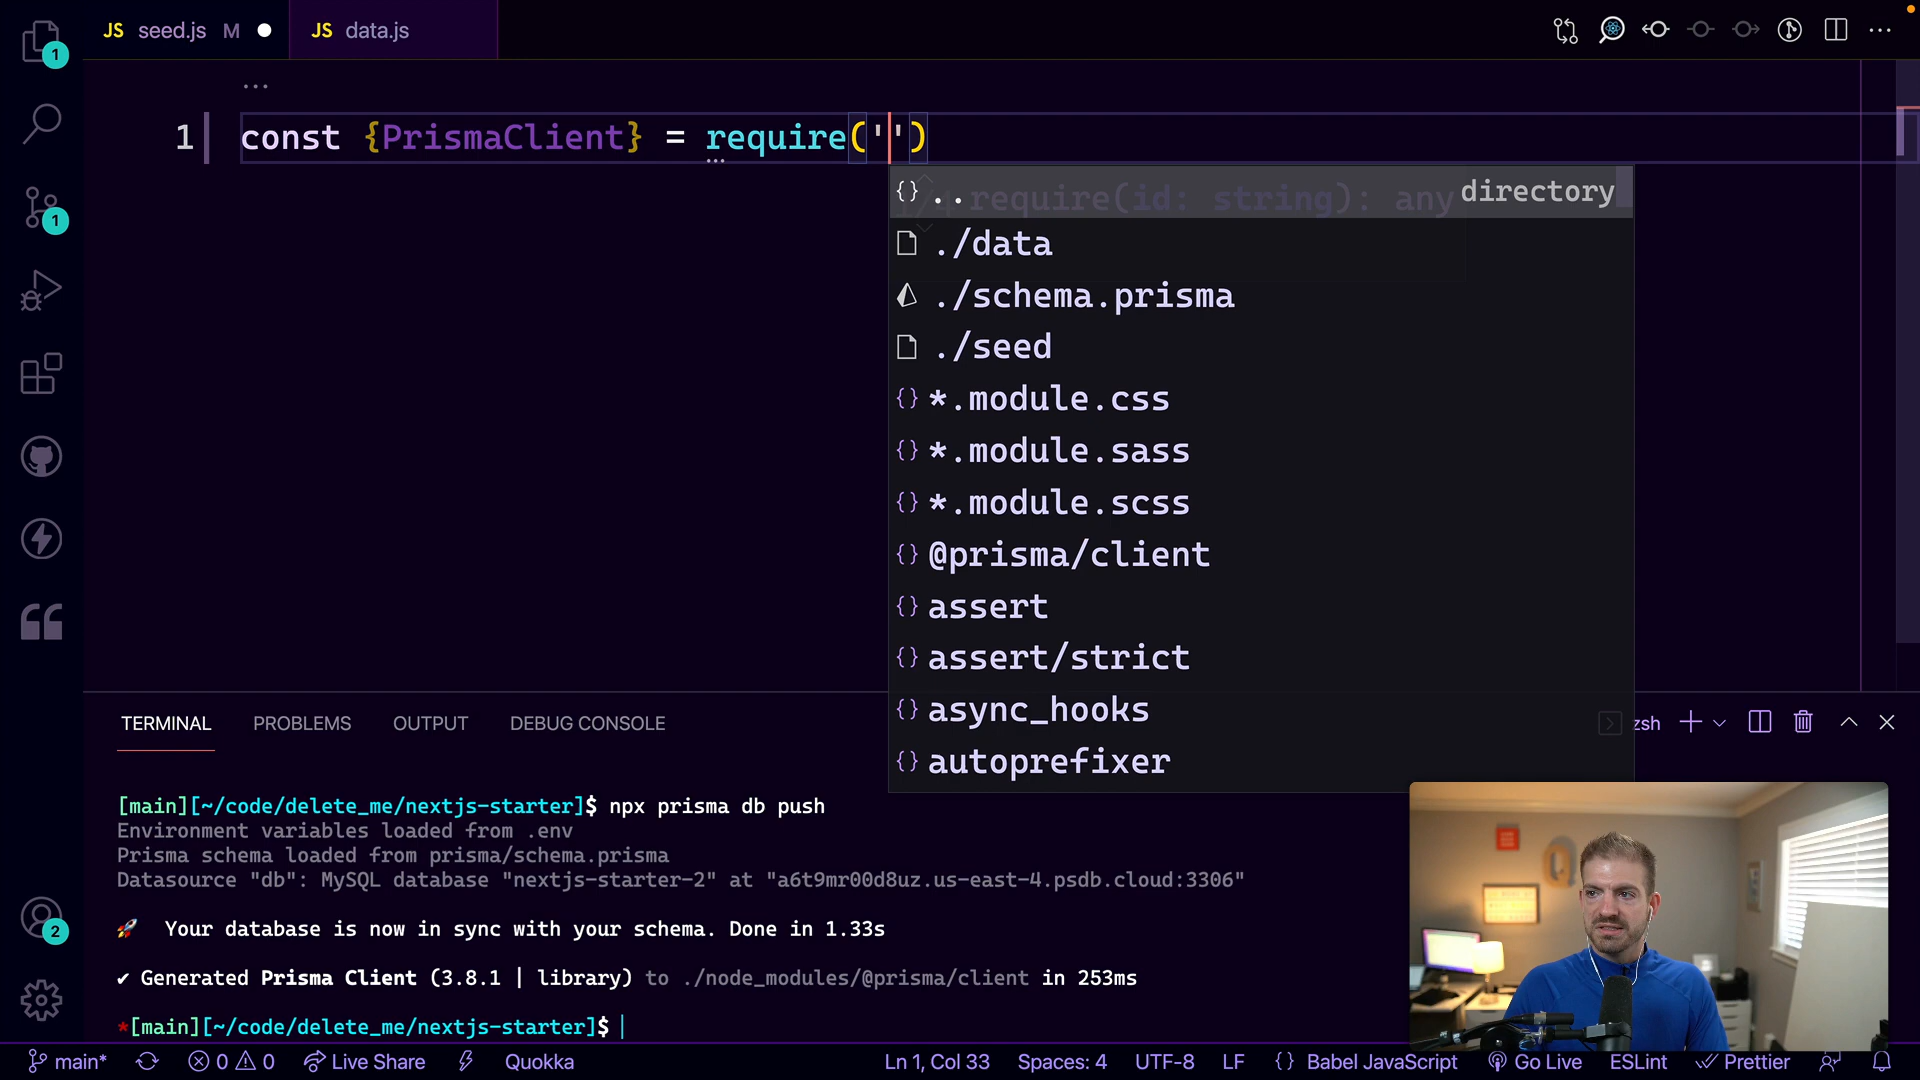 JS seed.js M
JS data.js
1
...
1 const {PrismaClient} = require('')
.. require(id: string): any directory
./data
./schema.prisma
./seed
{} *.module.css
{} *.module.sass
{} *.module.scss
{} @prisma/client
{} assert
{} assert/strict
{} async_hooks
{} autoprefixer
1
2
TERMINAL PROBLEMS OUTPUT DEBUG CONSOLE zsh
[main][~/code/delete_me/nextjs-starter]$ npx prisma db push
Environment variables loaded from .env
Prisma schema loaded from prisma/schema.prisma
Datasource "db": MySQL database "nextjs-starter-2" at "a6t9mr00d8uz.us-east-4.psdb.cloud:3306"
🚀 Your database is now in sync with your schema. Done in 1.33s
✔ Generated Prisma Client (3.8.1 | library) to ./node_modules/@prisma/client in 253ms
*[main][~/code/delete_me/nextjs-starter]$
main* 0 0 Live Share Quokka Ln 1, Col 33 Spaces: 4 UTF-8 LF {} Babel JavaScript Go Live ESLint Prettier